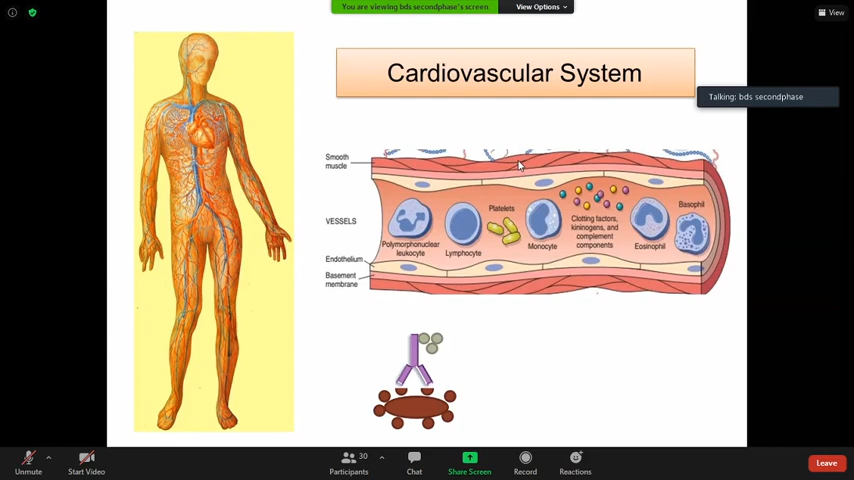 You are viewing bds secondphase's screen
View Options
View
Cardiovascular System
Talking: bds secondphase
Smooth
muscle
VESSELS
Endothelium
Basement
membrane
Polymorphonuclear
leukocyte
Lymphocyte
Platelets
Monocyte
Clotting factors,
kininogens, and
complement
components
Eosinophil
Basophil
Unmute
Start Video
30
Participants
Chat
Share Screen
Record
Reactions
Leave